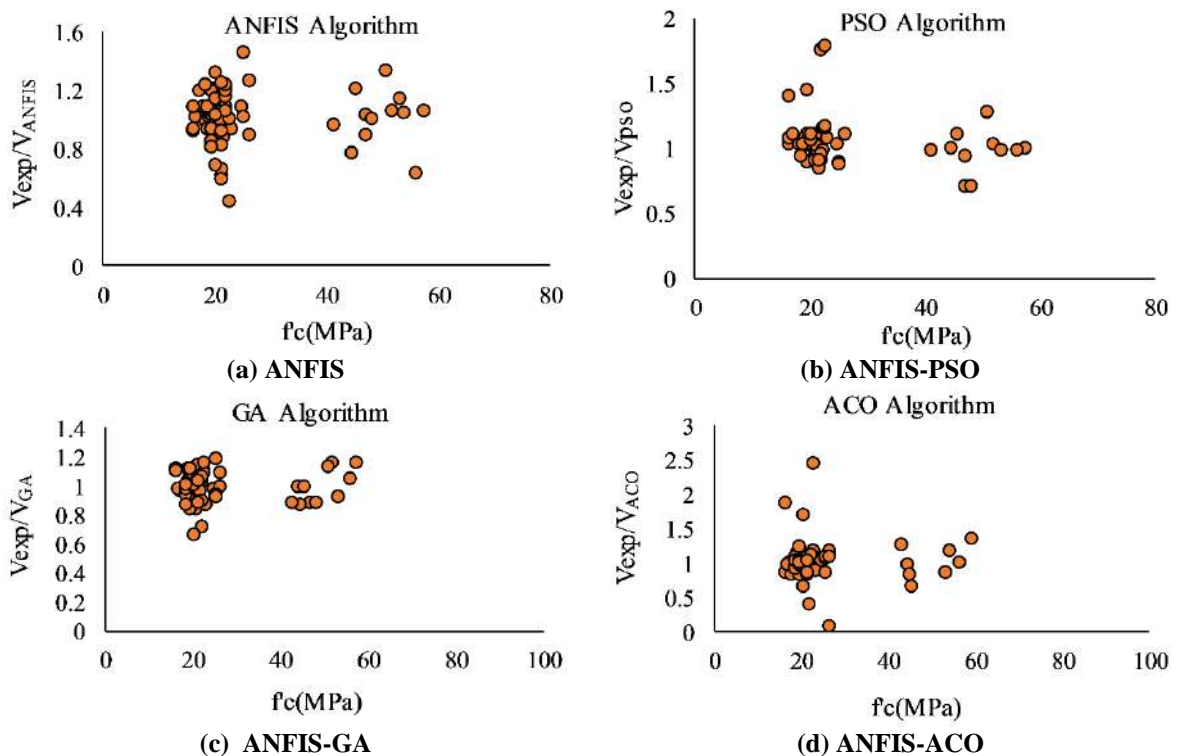 ANFIS Algorithm
1.6
1.2
0.8
0.4
0
Vexp/VANFIS
0 20 40 60 80
f'c(MPa)
(a) ANFIS
PSO Algorithm
2
1.5
1
0.5
0
Vexp/Vpso
0 20 40 60 80
f'c(MPa)
(b) ANFIS-PSO
GA Algorithm
1.4
1.2
1
0.8
0.6
0.4
0.2
0
Vexp/VGA
0 20 40 60 80 100
f'c(MPa)
(c) ANFIS-GA
ACO Algorithm
3
2.5
2
1.5
1
0.5
0
Vexp/VACO
0 20 40 60 80 100
f'c(MPa)
(d) ANFIS-ACO